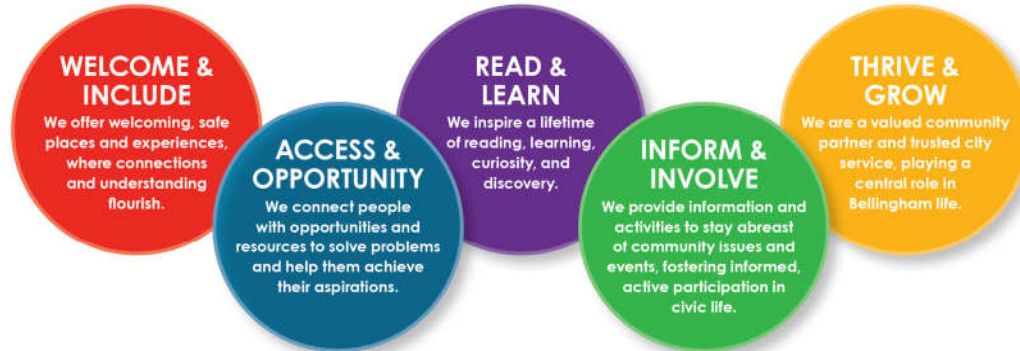 WELCOME &
INCLUDE
We offer welcoming, safe
places and experiences,
where connections
and understanding
flourish.
ACCESS &
OPPORTUNITY
We connect people
with opportunities and
resources to solve problems
and help them achieve
their aspirations.
READ &
LEARN
We inspire a lifetime
of reading, learning,
curiosity, and
discovery.
INFORM &
INVOLVE
We provide information and
activities to stay abreast
of community issues and
events, fostering informed,
active participation in
civic life.
THRIVE &
GROW
We are a valued community
partner and trusted city
service, playing a
central role in
Bellingham life.